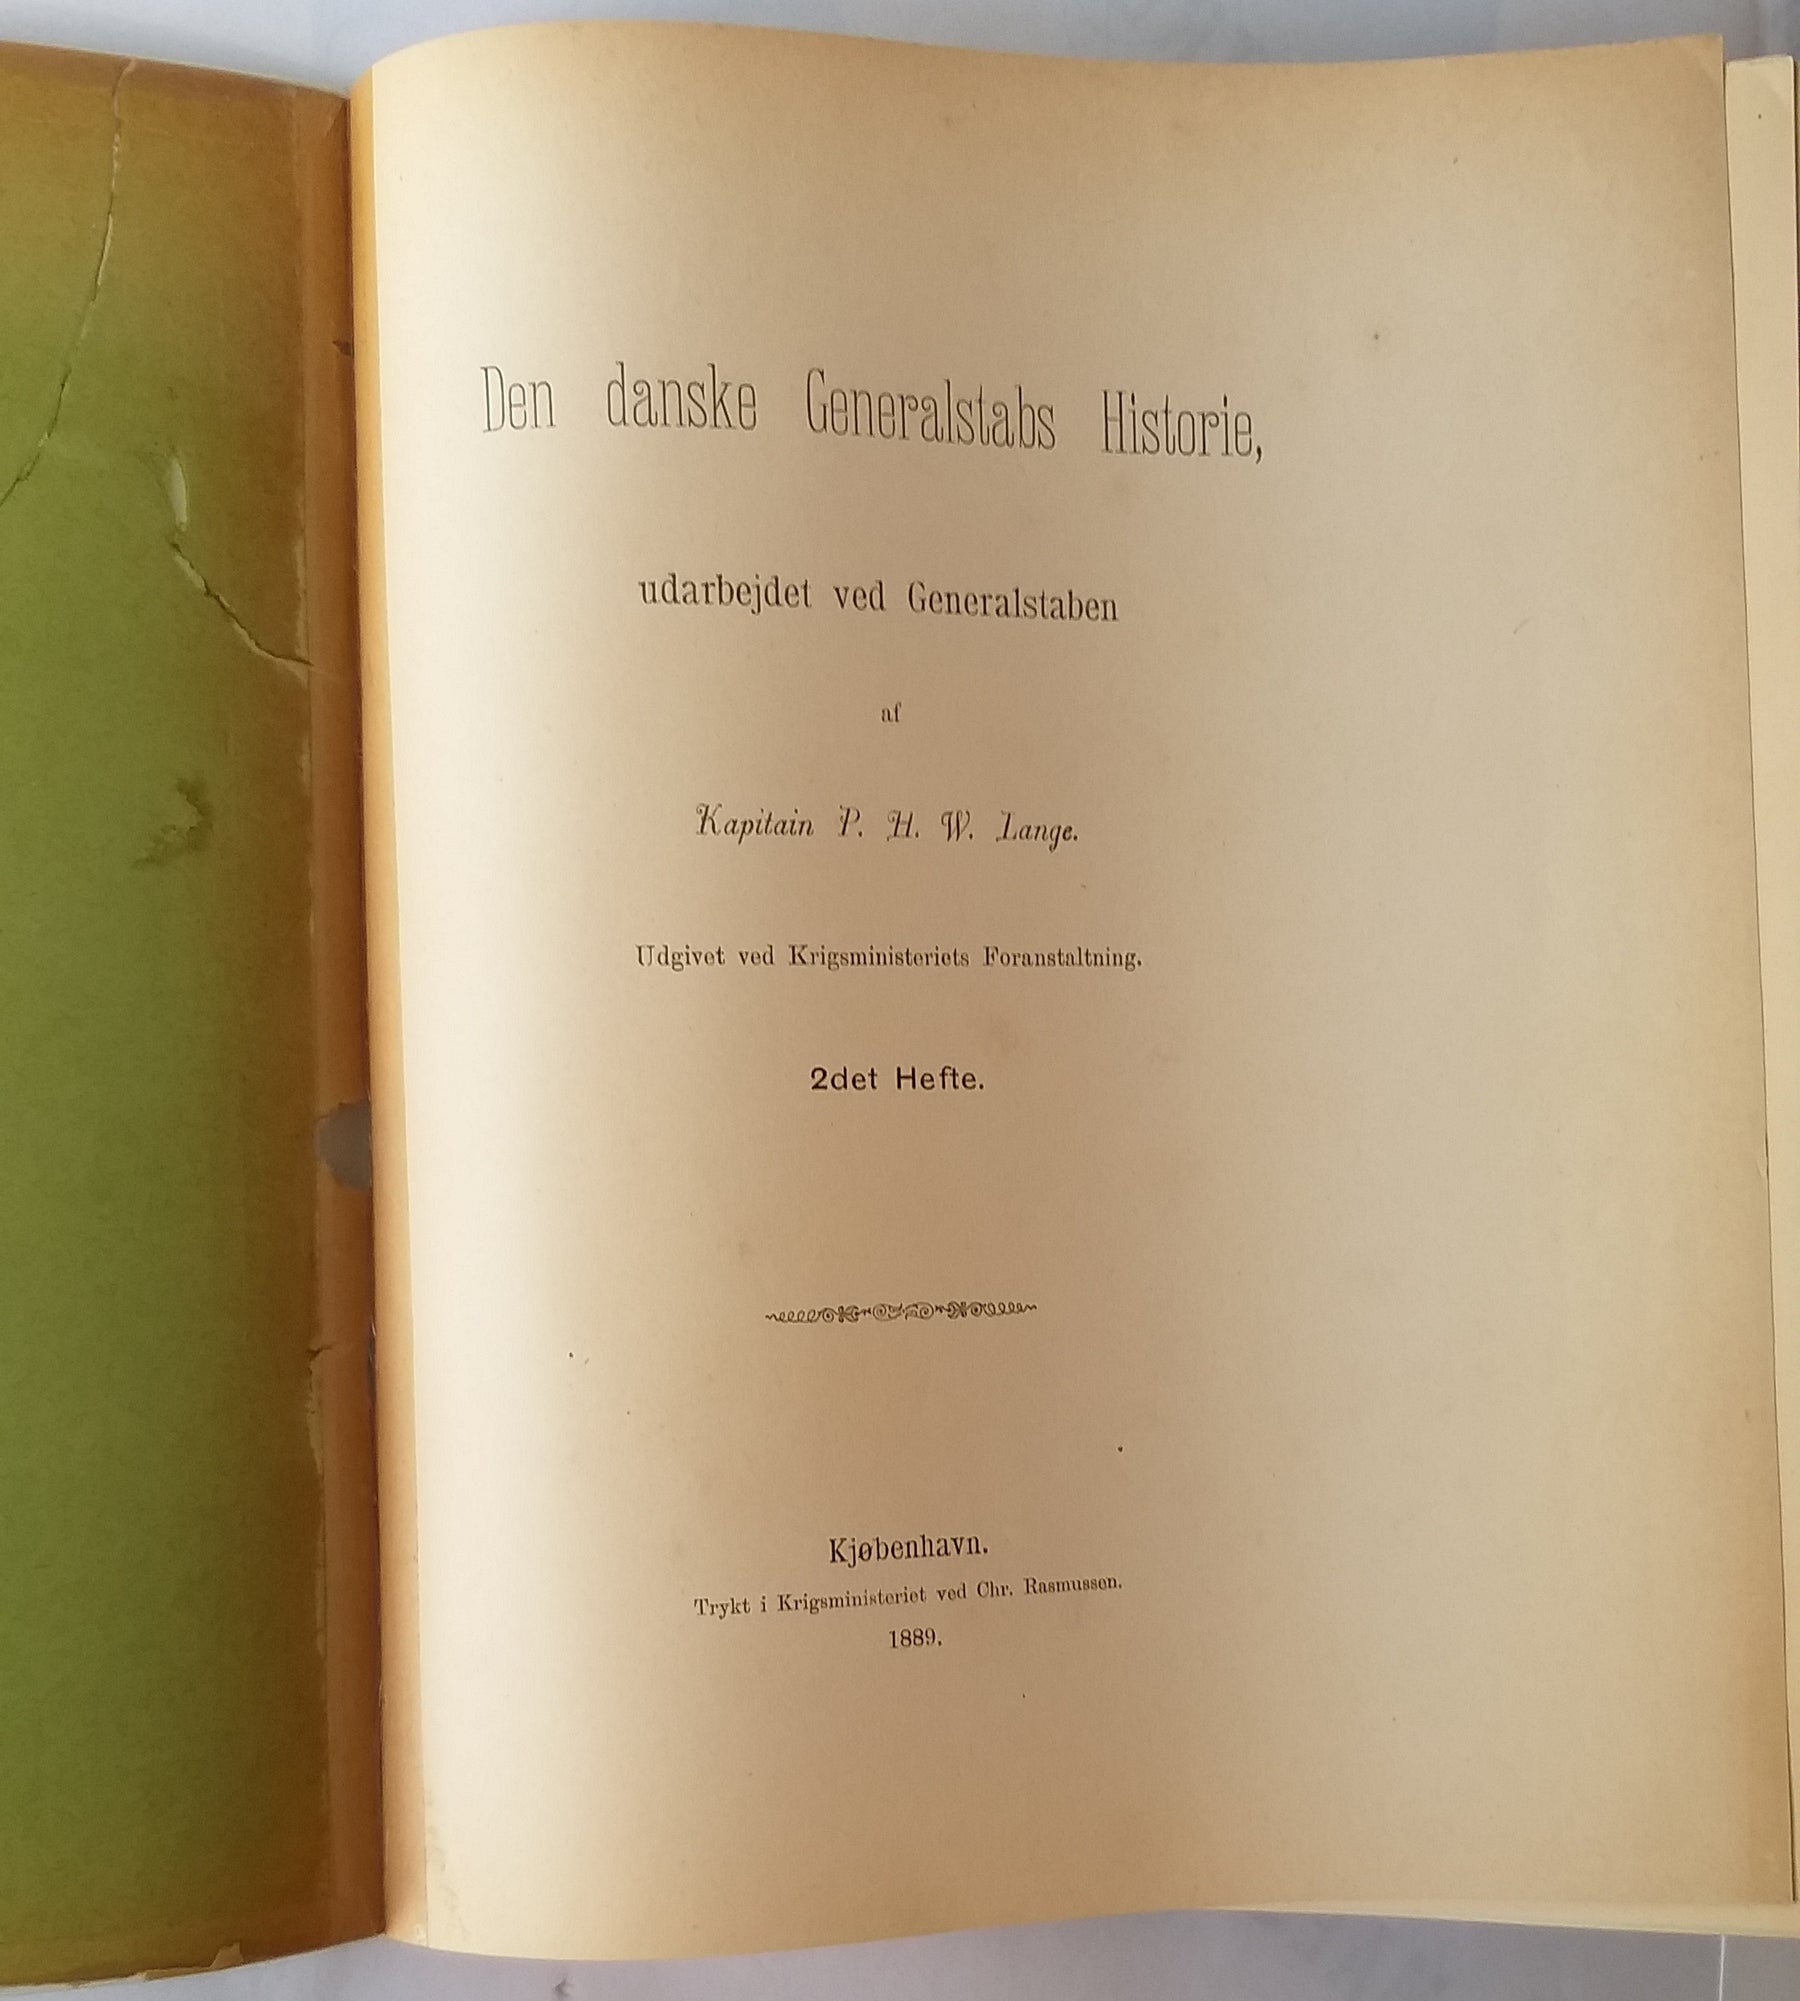 Den danske Generalstabs Historie,
udarbejdet ved Generalstaben
af
Kapitain P. H. W. Lange.
Udgivet ved Krigsministeriets Foranstaltning.
2det Hefte.
Kjøbenhavn.
Trykt i Krigsministeriet ved Chr. Rasmussen.
1889.